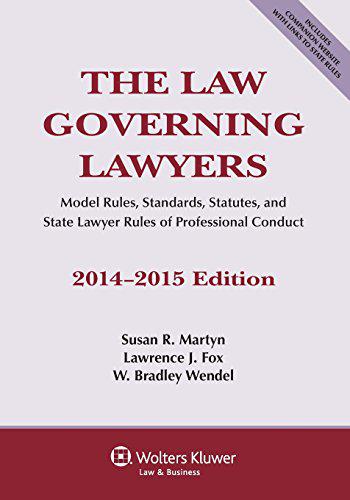 INCLUDES
COMPANION WEBSITE
WITH LINKS TO STATE RULES
THE LAW
GOVERNING
LAWYERS
Model Rules, Standards, Statutes, and
State Lawyer Rules of Professional Conduct
2014–2015 Edition
Susan R. Martyn
Lawrence J. Fox
W. Bradley Wendel
Wolters Kluwer
Law & Business